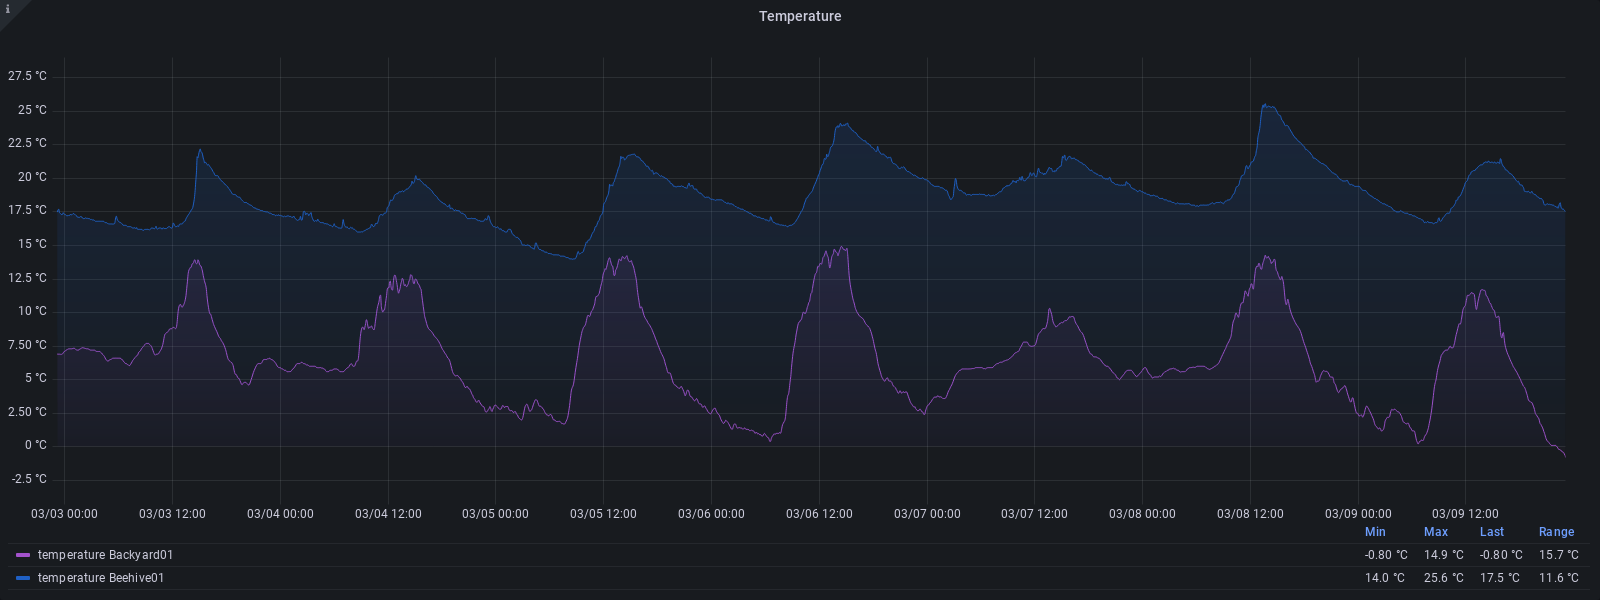 i
Temperature
27.5 °C
25 °C
22.5 °C
20 °C
17.5 °C
15 °C
12.5 °C
10 °C
7.50 °C
5 °C
2.50 °C
0 °C
-2.5 °C
03/03 00:00 03/03 12:00 03/04 00:00 03/04 12:00 03/05 00:00 03/05 12:00 03/06 00:00 03/06 12:00 03/07 00:00 03/07 12:00 03/08 00:00 03/08 12:00 03/09 00:00 03/09 12:00
Min Max Last Range
temperature Backyard01 -0.80 °C 14.9 °C -0.80 °C 15.7 °C
temperature Beehive01 14.0 °C 25.6 °C 17.5 °C 11.6 °C